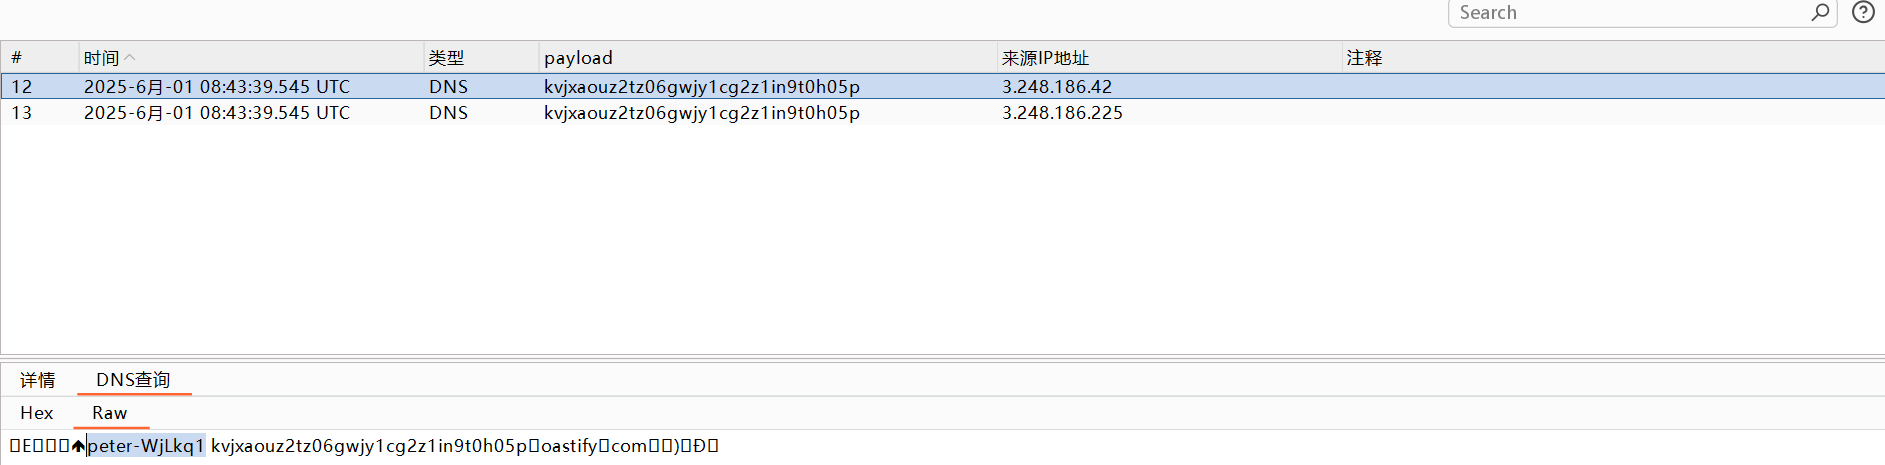 Search
# 时间 类型 payload 来源IP地址 注释
12 2025-6月-01 08:43:39.545 UTC DNS kvjxaouz2tz06gwjy1cg2z1in9t0h05p 3.248.186.42
13 2025-6月-01 08:43:39.545 UTC DNS kvjxaouz2tz06gwjy1cg2z1in9t0h05p 3.248.186.225
详情 DNS查询
Hex Raw
▯E▯▯▯🡅peter-WjLkq1 kvjxaouz2tz06gwjy1cg2z1in9t0h05p▯oastify▯com▯▯)▯Đ▯